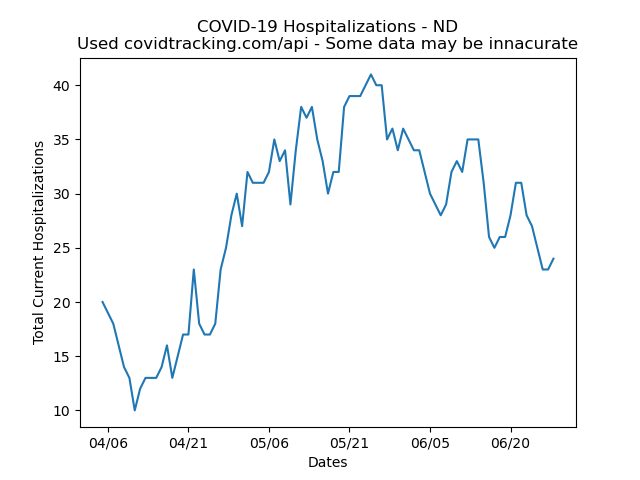 COVID-19 Hospitalizations - ND
Used covidtracking.com/api - Some data may be innacurate
Total Current Hospitalizations
40
35
30
25
20
15
10
04/06 04/21 05/06 05/21 06/05 06/20
Dates